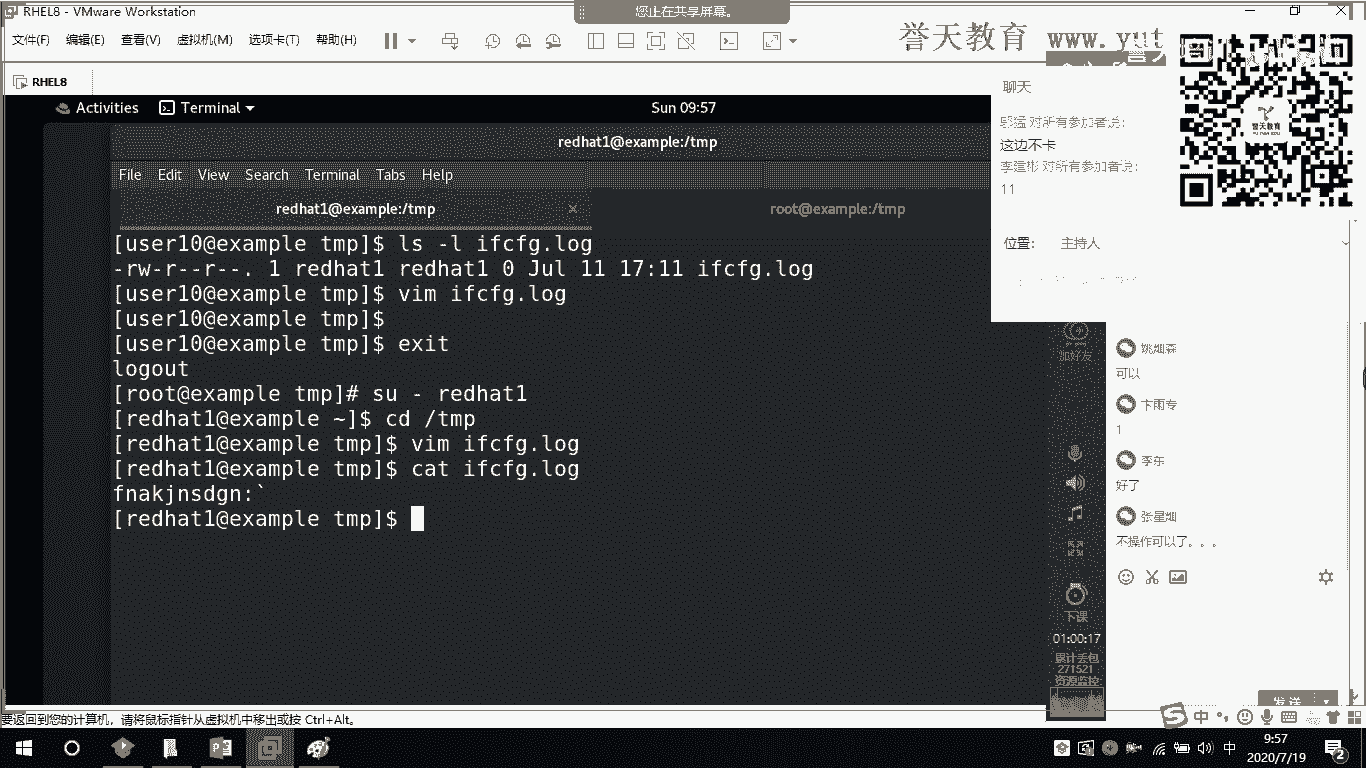 RHEL8 - VMware Workstation
您正在共享屏幕。
文件(F) 编辑(E) 查看(V) 虚拟机(M) 选项卡(T) 帮助(H)
誉天教育 www.yut
RHEL8
聊天
Activities Terminal Sun 09:57
对所有参加者说:
redhat1@example:/tmp
这边不卡
File Edit View Search Terminal Tabs Help
李建彬 对所有参加者说:
11
redhat1@example:/tmp × root@example:/tmp
[user10@example tmp]$ ls -l ifcfg.log
位置: 主持人
-rw-r--r--. 1 redhat1 redhat1 0 Jul 11 17:11 ifcfg.log
[user10@example tmp]$ vim ifcfg.log
[user10@example tmp]$
[user10@example tmp]$ exit
logout
[root@example tmp]# su - redhat1
[redhat1@example ~]$ cd /tmp
[redhat1@example tmp]$ vim ifcfg.log
[redhat1@example tmp]$ cat ifcfg.log
fnakjnsdgn:`
[redhat1@example tmp]$
誉天教育
加好友
姚灿森
可以
卞雨专
1
李东
好了
张星灿
不操作可以了。。。
下课
01:00:17
累计丢包
271521
资源监控
发送
要返回到您的计算机，请将鼠标指针从虚拟机中移出或按 Ctrl+Alt。
中
中
9:57
2020/7/19
2